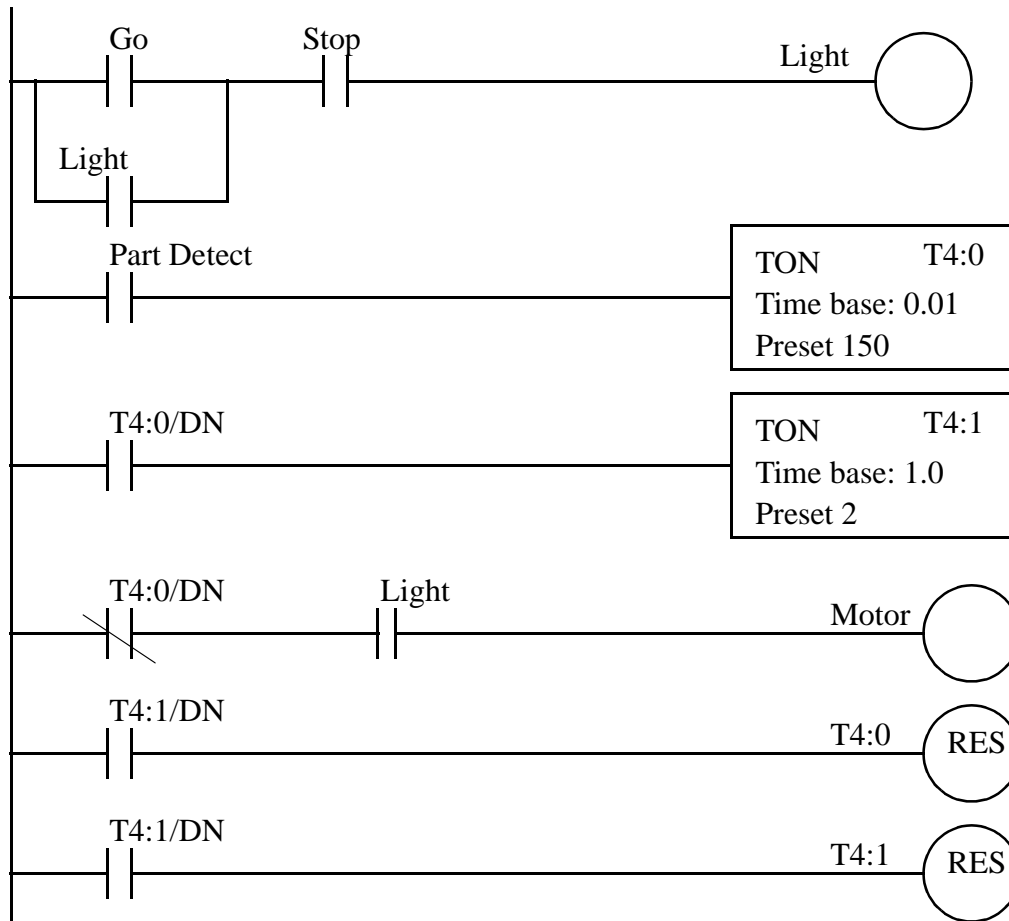 Go Stop
Light
Light
Part Detect
TON T4:0
Time base: 0.01
Preset 150
T4:0/DN
TON T4:1
Time base: 1.0
Preset 2
T4:0/DN Light
Motor
T4:1/DN
T4:0 RES
T4:1/DN
T4:1 RES